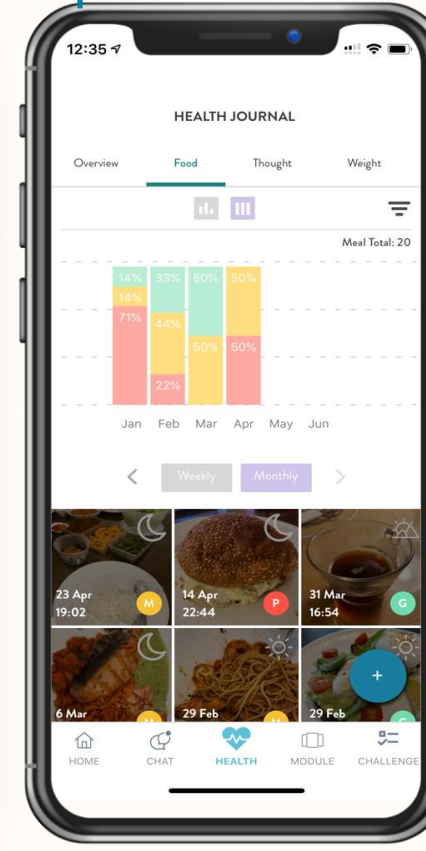 12:35
HEALTH JOURNAL
Overview Food Thought Weight
Meal Total: 20
14% 33% 50% 50%
14%
71% 44%
50% 50%
22%
Jan Feb Mar Apr May Jun
Weekly Monthly
23 Apr
19:02 M
14 Apr
22:44 P
31 Mar
16:54 G
6 Mar
29 Feb
29 Feb
+
HOME CHAT HEALTH MODULE CHALLENGE